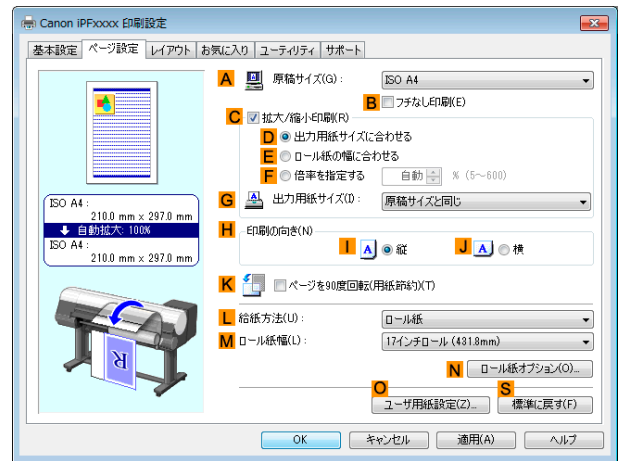 Canon iPFxxxx 印刷設定
基本設定 ページ設定 レイアウト お気に入り ユーティリティ サポート
A 原稿サイズ(G): ISO A4
B フチなし印刷(E)
C 拡大/縮小印刷(R)
D 出力用紙サイズに合わせる
E ロール紙の幅に合わせる
F 倍率を指定する 自動 % (5～600)
G 出力用紙サイズ(I): 原稿サイズと同じ
ISO A4 :
210.0 mm x 297.0 mm
自動拡大: 100%
ISO A4 :
210.0 mm x 297.0 mm
H 印刷の向き(N)
I A 縦 J A 横
K ページを90度回転(用紙節約)(T)
L 給紙方法(U): ロール紙
M ロール紙幅(L): 17インチロール (431.8mm)
R
N ロール紙オプション(O)...
O S
ユーザ用紙設定(Z)... 標準に戻す(F)
OK キャンセル 適用(A) ヘルプ